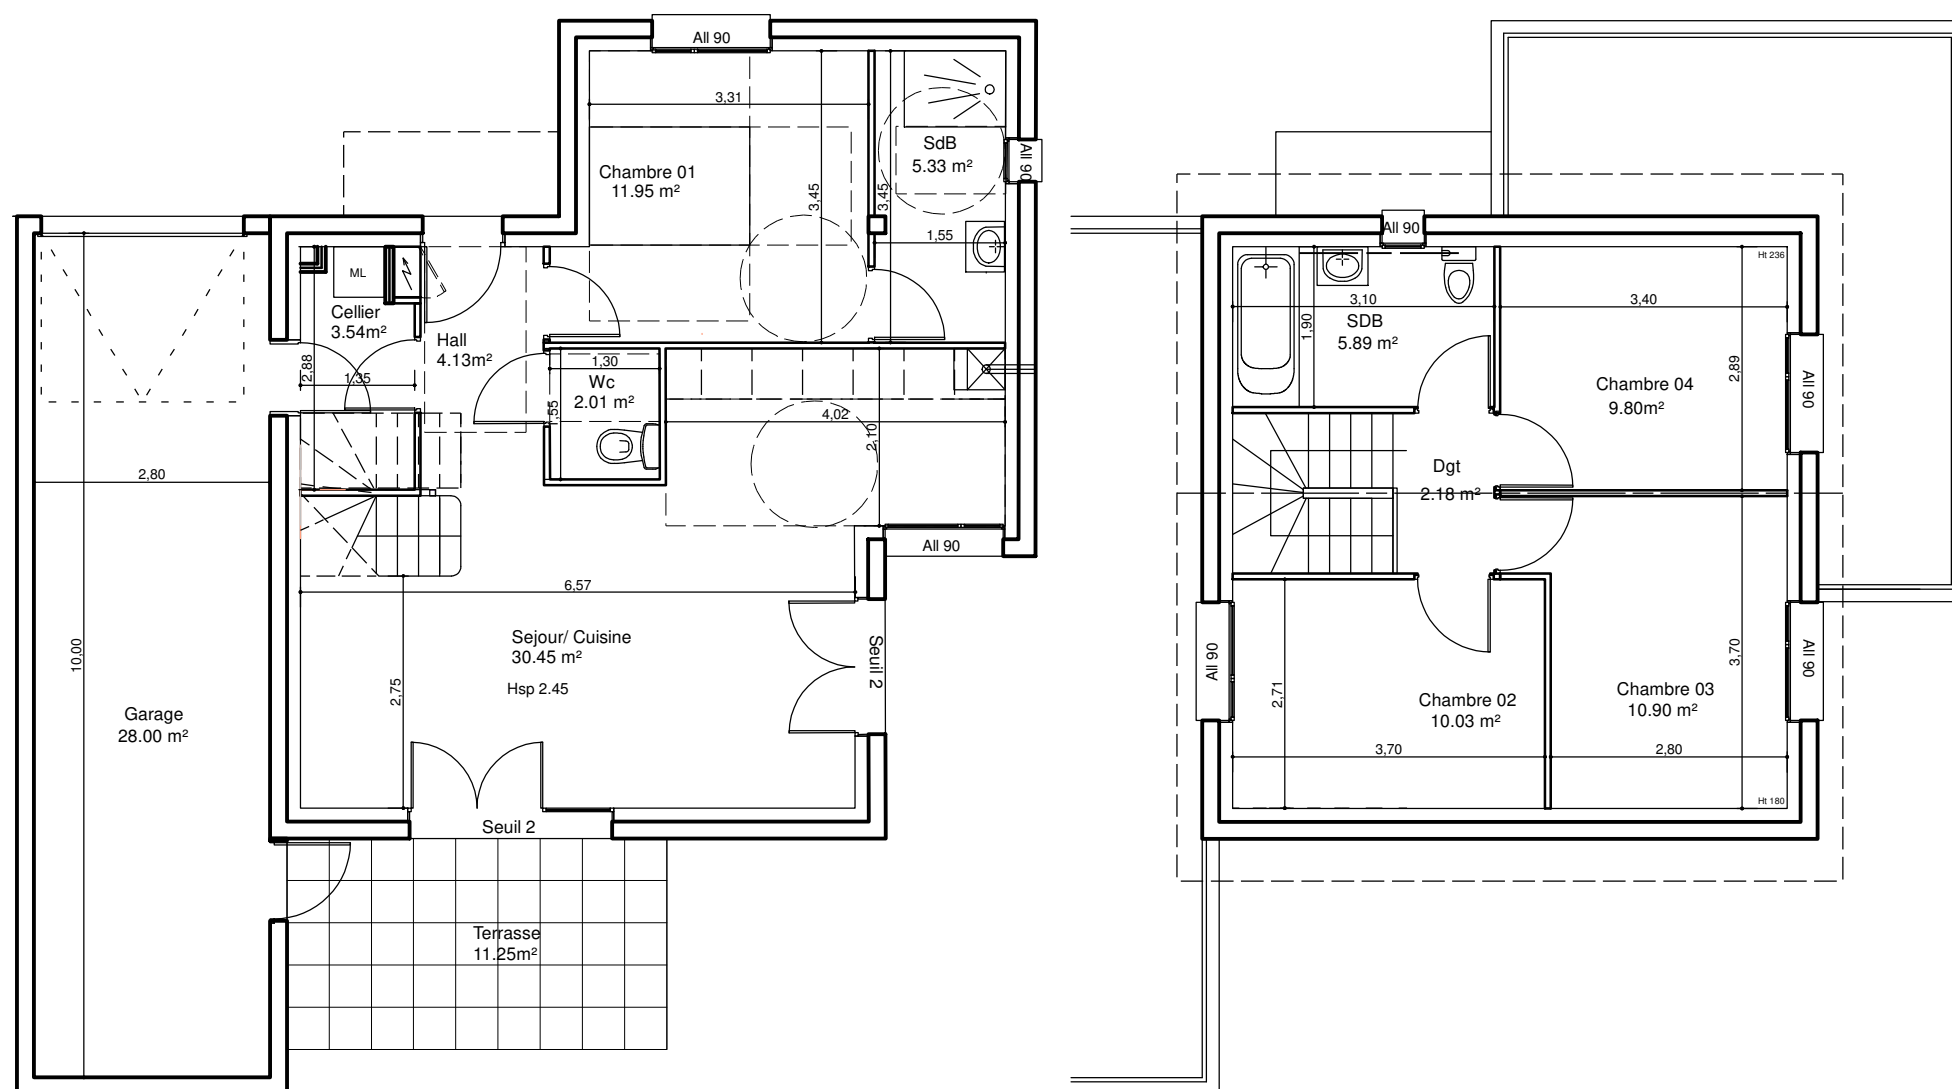 All 90
3,31
SdB
5.33 m²
All 90
Chambre 01
11.95 m²
3,45
3,45
1,55
ML
Cellier
3.54m²
Hall
4.13m²
2,88
1,35
1,30
Wc
2.01 m²
,55
4,02
2,10
2,80
All 90
6,57
10,00
Sejour/ Cuisine
30.45 m²
Hsp 2.45
Seuil 2
2,75
Garage
28.00 m²
Seuil 2
Terrasse
11.25m²
All 90
Ht 236
3,10
3,40
SDB
5.89 m²
1,90
2,89
Chambre 04
9.80m²
All 90
Dgt
2.18 m²
All 90
3,70
All 90
2,71
Chambre 02
10.03 m²
Chambre 03
10.90 m²
3,70
2,80
Ht 180